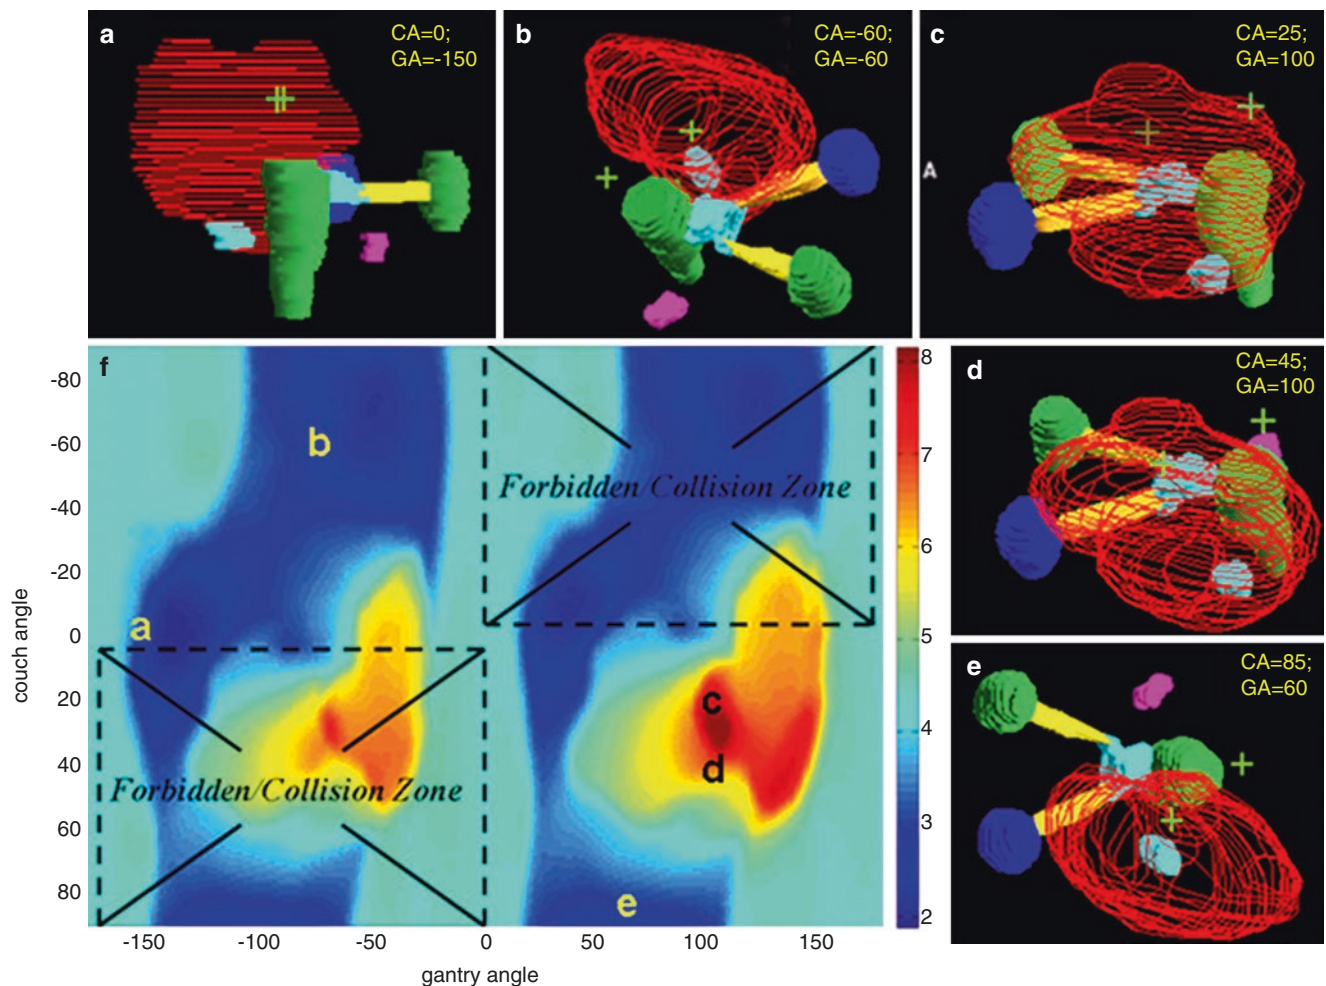 a
CA=0;
GA=-150
b
CA=-60;
GA=-60
c
CA=25;
GA=100
A
f
-80
-60
-40
-20
0
20
40
60
80
couch angle
b
a
Forbidden/Collision Zone
Forbidden/Collision Zone
c
d
e
-150
-100
-50
0
50
100
150
gantry angle
8
7
6
5
4
3
2
d
CA=45;
GA=100
e
CA=85;
GA=60